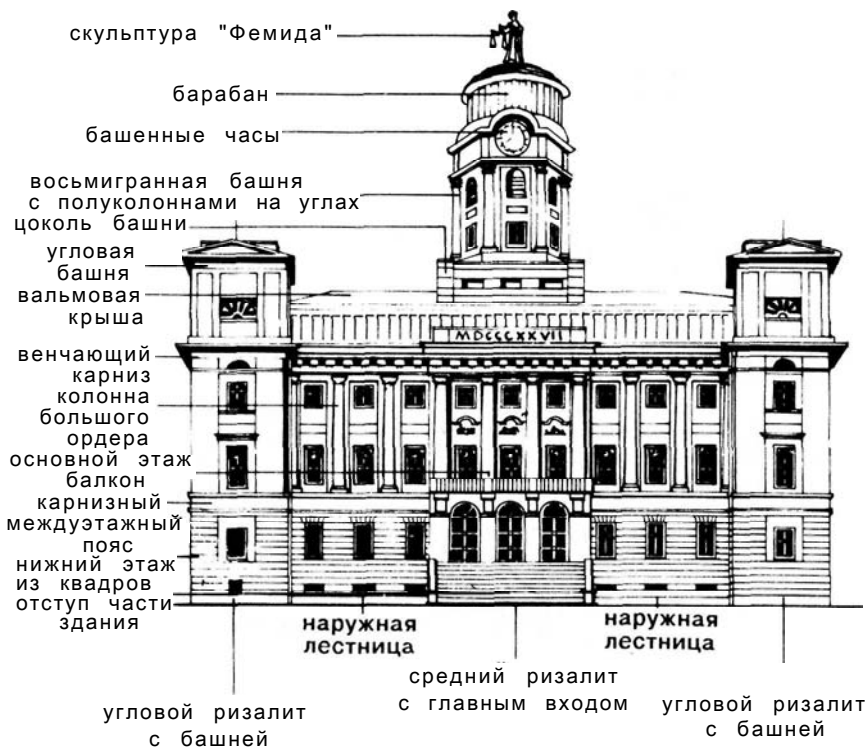 скульптура "Фемида"
барабан
башенные часы
восьмигранная башня
с полуколоннами на углах
цоколь башни
угловая
башня
вальмовая
крыша
MDCCCXXVII
венчающий
карниз
колонна
большого
ордера
основной этаж
балкон
карнизный
междуэтажный
пояс
нижний этаж
из квадров
отступ части
здания
наружная
лестница
наружная
лестница
средний ризалит
с главным входом
угловой ризалит
с башней
угловой ризалит
с башней